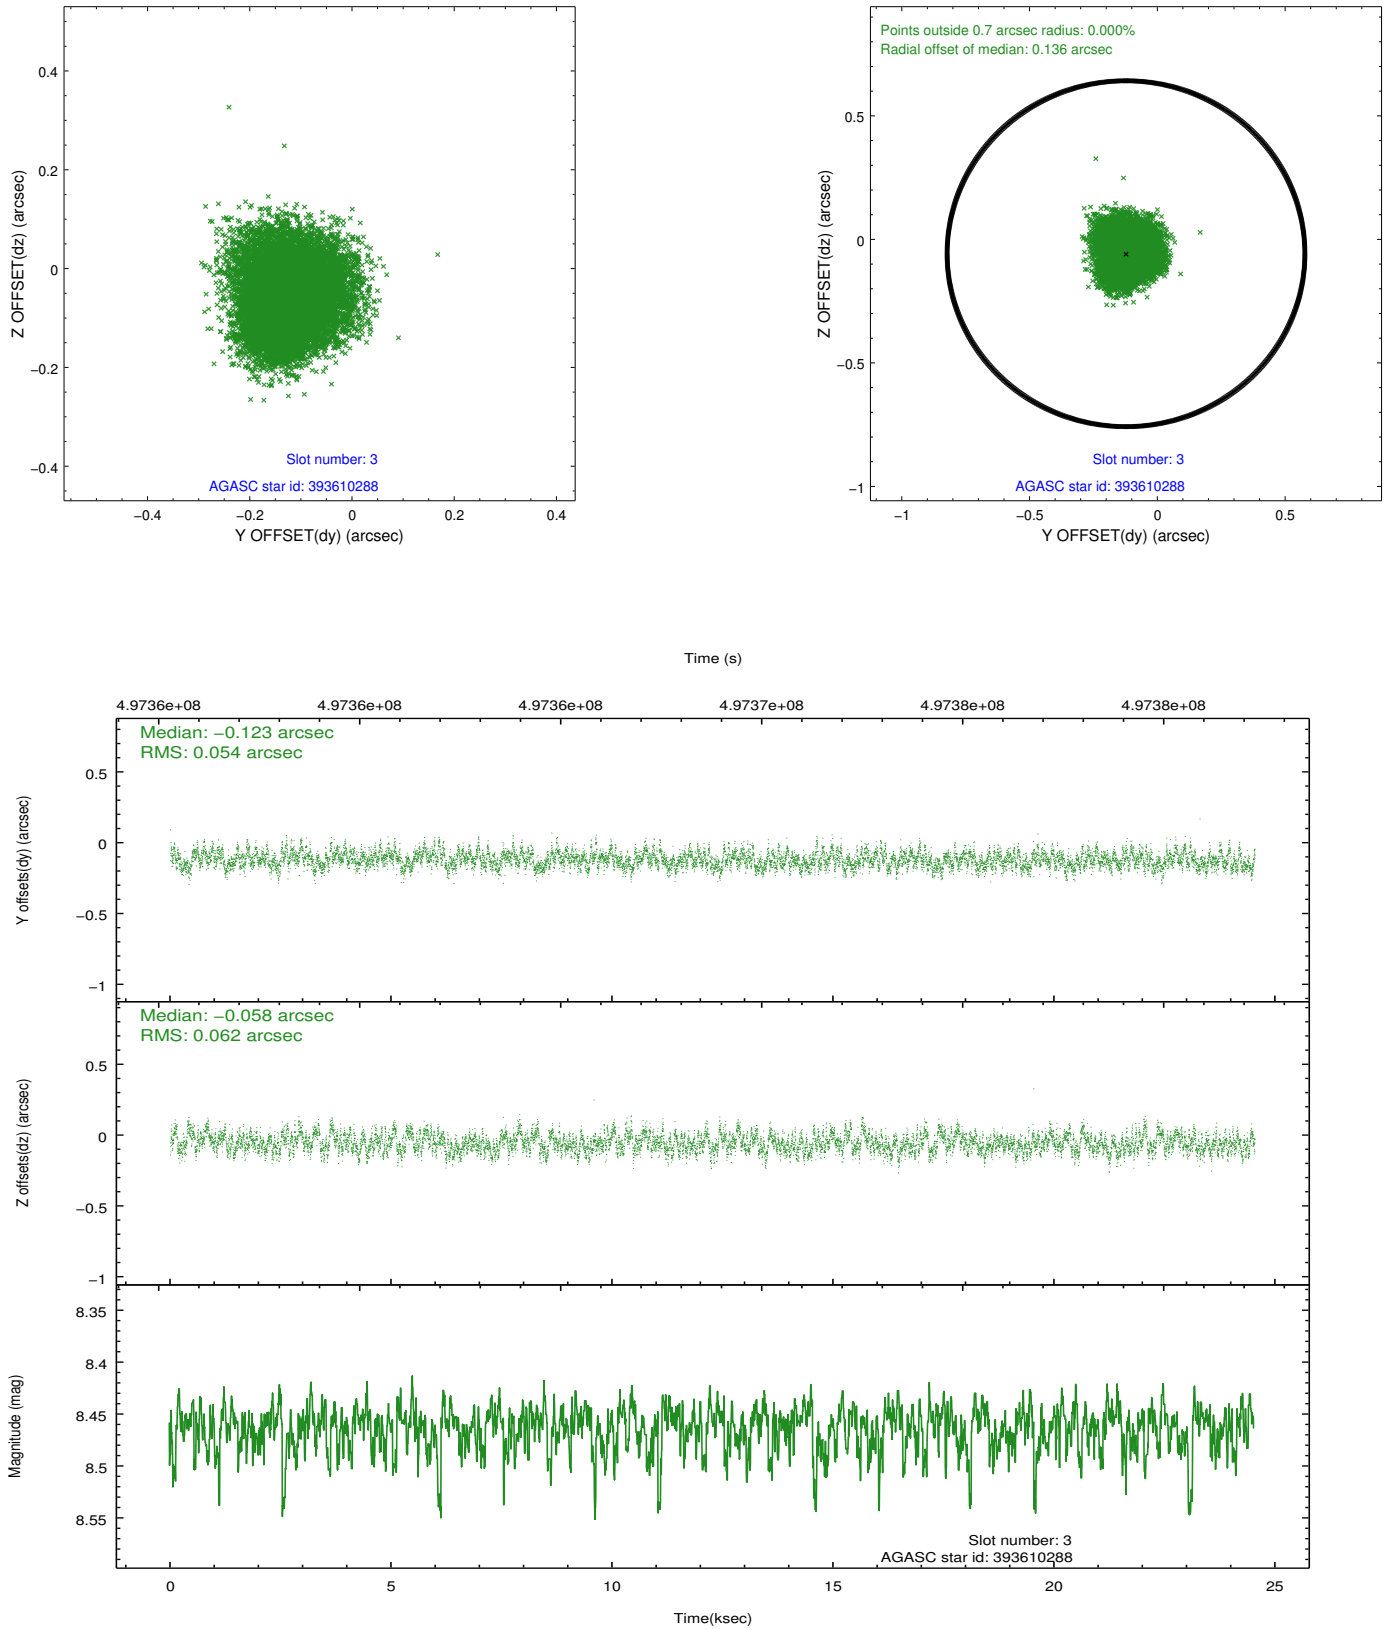 0.4
0.2
0
−0.2
−0.4
Z OFFSET(dz) (arcsec)
Slot number: 3
AGASC star id: 393610288
−0.4
−0.2
0
0.2
0.4
Y OFFSET(dy) (arcsec)
Points outside 0.7 arcsec radius: 0.000%
Radial offset of median: 0.136 arcsec
0.5
0
−0.5
−1
Z OFFSET(dz) (arcsec)
Slot number: 3
AGASC star id: 393610288
−1
−0.5
0
0.5
Y OFFSET(dy) (arcsec)
Time (s)
4.9736e+08
4.9736e+08
4.9736e+08
4.9737e+08
4.9738e+08
4.9738e+08
Median: −0.123 arcsec
RMS: 0.054 arcsec
0.5
0
−0.5
−1
Y offsets(dy) (arcsec)
Median: −0.058 arcsec
RMS: 0.062 arcsec
0.5
0
−0.5
−1
Z offsets(dz) (arcsec)
8.35
8.4
8.45
8.5
8.55
Magnitude (mag)
Slot number: 3
AGASC star id: 393610288
0
5
10
15
20
25
Time(ksec)